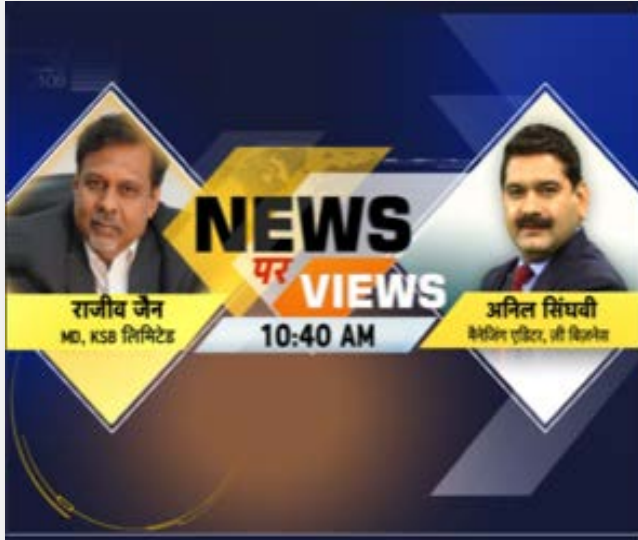 NEWS
पर
VIEWS
10:40 AM
राजीव जैन
MD, KSB लिमिटेड
अनिल सिंघवी
मैनेजिंग एडिटर, ज़ी बिज़नेस